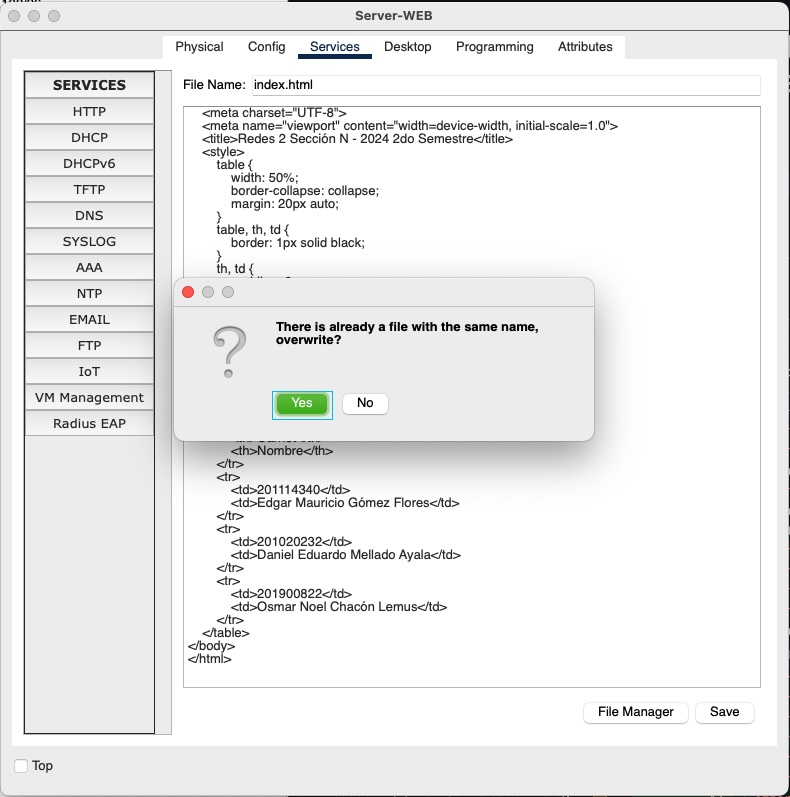 Server-WEB
Physical Config Services Desktop Programming Attributes
SERVICES
HTTP
DHCP
DHCPv6
TFTP
DNS
SYSLOG
AAA
NTP
EMAIL
FTP
IoT
VM Management
Radius EAP
File Name: index.html
<meta charset="UTF-8">
<meta name="viewport" content="width=device-width, initial-scale=1.0">
<title>Redes 2 Sección N - 2024 2do Semestre</title>
<style>
table {
width: 50%;
border-collapse: collapse;
margin: 20px auto;
}
table, th, td {
border: 1px solid black;
}
th, td {
There is already a file with the same name,
overwrite?
Yes No
<th>Nombre</th>
</tr>
<tr>
<td>201114340</td>
<td>Edgar Mauricio Gómez Flores</td>
</tr>
<tr>
<td>201020232</td>
<td>Daniel Eduardo Mellado Ayala</td>
</tr>
<tr>
<td>201900822</td>
<td>Osmar Noel Chacón Lemus</td>
</tr>
</table>
</body>
</html>
File Manager Save
Top